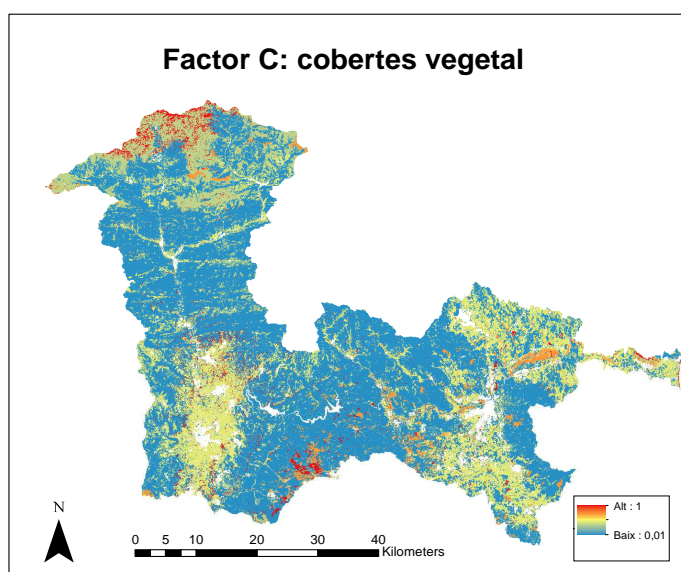 Factor C: cobertes vegetal
N
Alt : 1
Baix : 0,01
0 5 10 20 30 40
Kilometers